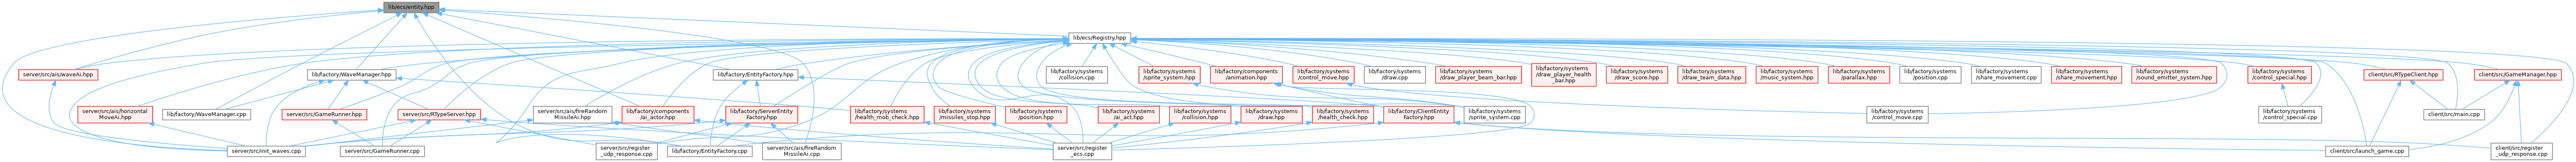 lib/ecs/entity.hpp
lib/ecs/Registry.hpp
server/src/ais/waveAi.hpp
lib/factory/WaveManager.hpp
lib/factory/EntityFactory.hpp
lib/factory/systems
/collision.cpp
lib/factory/systems
/sprite_system.hpp
lib/factory/components
/animation.hpp
lib/factory/systems
/control_move.hpp
lib/factory/systems
/draw.cpp
lib/factory/systems
/draw_player_beam_bar.hpp
lib/factory/systems
/draw_player_health
_bar.hpp
lib/factory/systems
/draw_score.hpp
lib/factory/systems
/draw_team_data.hpp
lib/factory/systems
/music_system.hpp
lib/factory/systems
/parallax.hpp
lib/factory/systems
/position.cpp
lib/factory/systems
/share_movement.cpp
lib/factory/systems
/share_movement.hpp
lib/factory/systems
/sound_emitter_system.hpp
lib/factory/systems
/control_special.hpp
client/src/RTypeClient.hpp
client/src/GameManager.hpp
server/src/ais/horizontal
MoveAi.hpp
lib/factory/WaveManager.cpp
server/src/GameRunner.hpp
server/src/RTypeServer.hpp
server/src/ais/fireRandom
MissileAi.hpp
lib/factory/components
/ai_actor.hpp
lib/factory/ServerEntity
Factory.hpp
lib/factory/systems
/health_mob_check.hpp
lib/factory/systems
/missiles_stop.hpp
lib/factory/systems
/position.hpp
lib/factory/systems
/ai_act.hpp
lib/factory/systems
/collision.hpp
lib/factory/systems
/draw.hpp
lib/factory/systems
/health_check.hpp
lib/factory/ClientEntity
Factory.hpp
lib/factory/systems
/sprite_system.cpp
lib/factory/systems
/control_move.cpp
lib/factory/systems
/control_special.cpp
client/src/main.cpp
server/src/init_waves.cpp
server/src/GameRunner.cpp
server/src/register
_udp_response.cpp
lib/factory/EntityFactory.cpp
server/src/ais/fireRandom
MissileAi.cpp
server/src/register
_ecs.cpp
client/src/launch_game.cpp
client/src/register
_udp_response.cpp